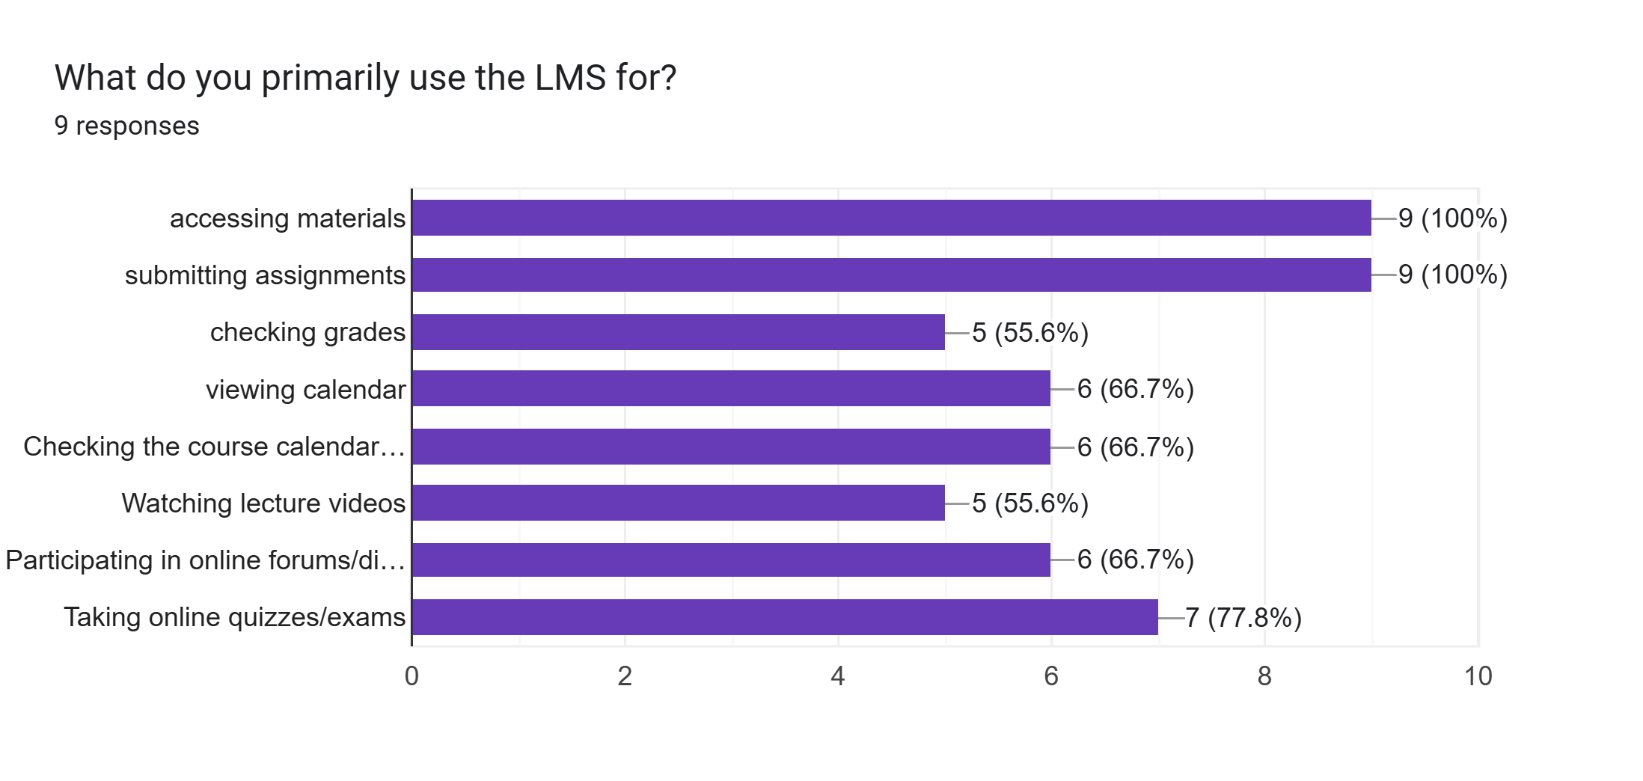 What do you primarily use the LMS for?
9 responses
accessing materials 9 (100%)
submitting assignments 9 (100%)
checking grades 5 (55.6%)
viewing calendar 6 (66.7%)
Checking the course calendar… 6 (66.7%)
Watching lecture videos 5 (55.6%)
Participating in online forums/di… 6 (66.7%)
Taking online quizzes/exams 7 (77.8%)
0 2 4 6 8 10